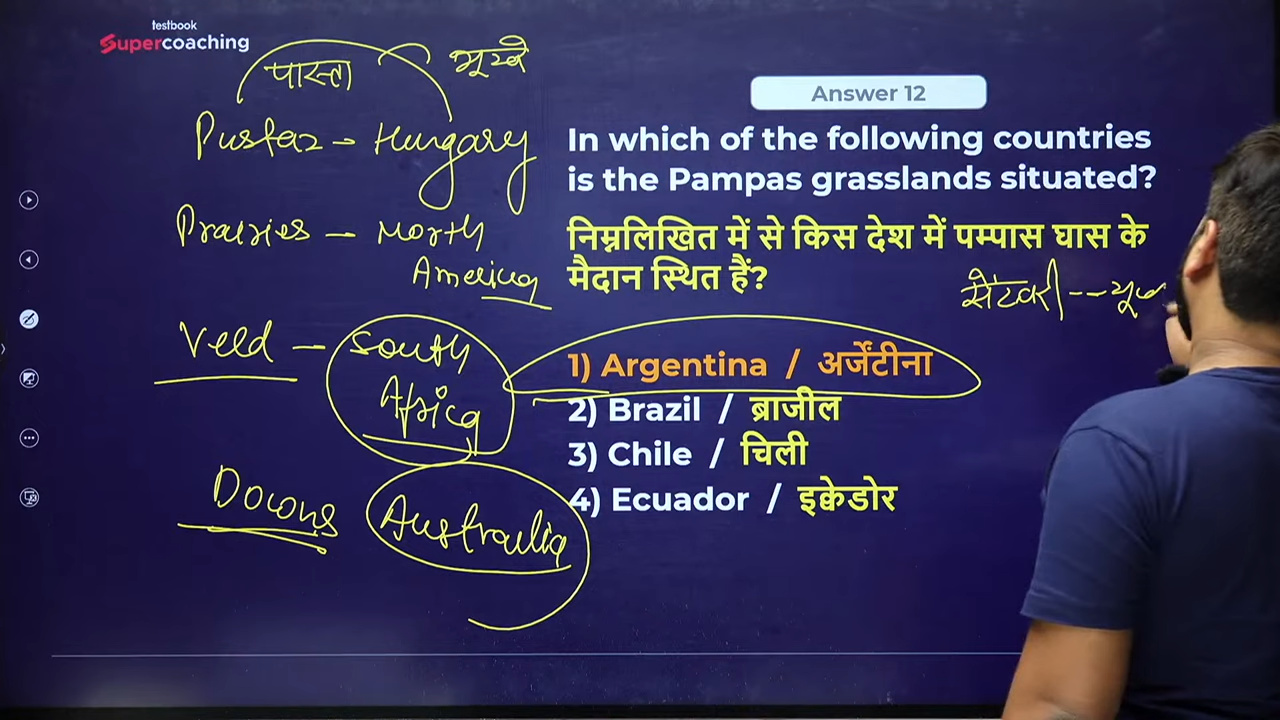 testbook
Supercoaching
पास्ता
भूखे
Pustaz - Hungary
Prairies - North
America
Veld - South
Africa
Downs
Australia
Answer 12
In which of the following countries
is the Pampas grasslands situated?
निम्नलिखित में से किस देश में पम्पास घास के
मैदान स्थित हैं?
1) Argentina / अर्जेंटीना
2) Brazil / ब्राजील
3) Chile / चिली
4) Ecuador / इक्वेडोर